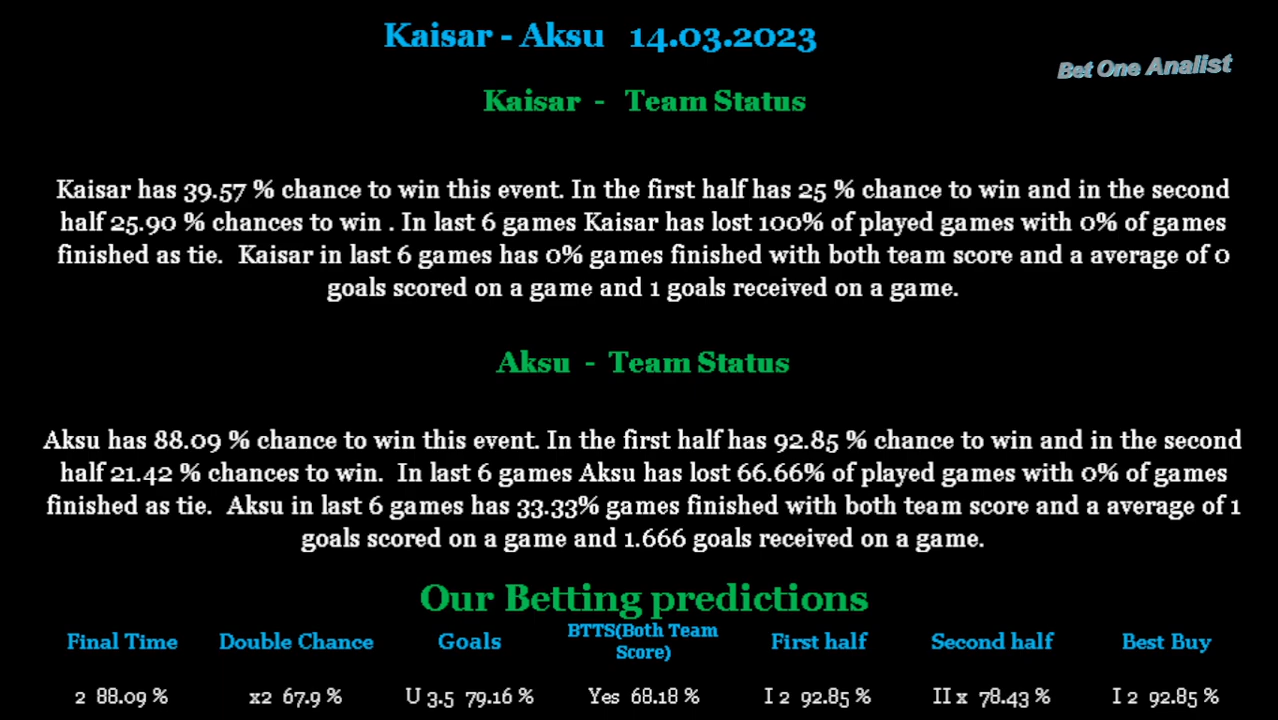 Kaisar - Aksu 14.03.2023
Bet One Analist
Kaisar - Team Status
Kaisar has 39.57 % chance to win this event. In the first half has 25 % chance to win and in the second
half 25.90 % chances to win . In last 6 games Kaisar has lost 100% of played games with 0% of games
finished as tie. Kaisar in last 6 games has 0% games finished with both team score and a average of 0
goals scored on a game and 1 goals received on a game.
Aksu - Team Status
Aksu has 88.09 % chance to win this event. In the first half has 92.85 % chance to win and in the second
half 21.42 % chances to win. In last 6 games Aksu has lost 66.66% of played games with 0% of games
finished as tie. Aksu in last 6 games has 33.33% games finished with both team score and a average of 1
goals scored on a game and 1.666 goals received on a game.
Our Betting predictions
Final Time Double Chance Goals BTTS(Both Team
Score) First half Second half Best Buy
2 88.09 % x2 67.9 % U 3.5 79.16 % Yes 68.18 % I 2 92.85 % II x 78.43 % I 2 92.85 %